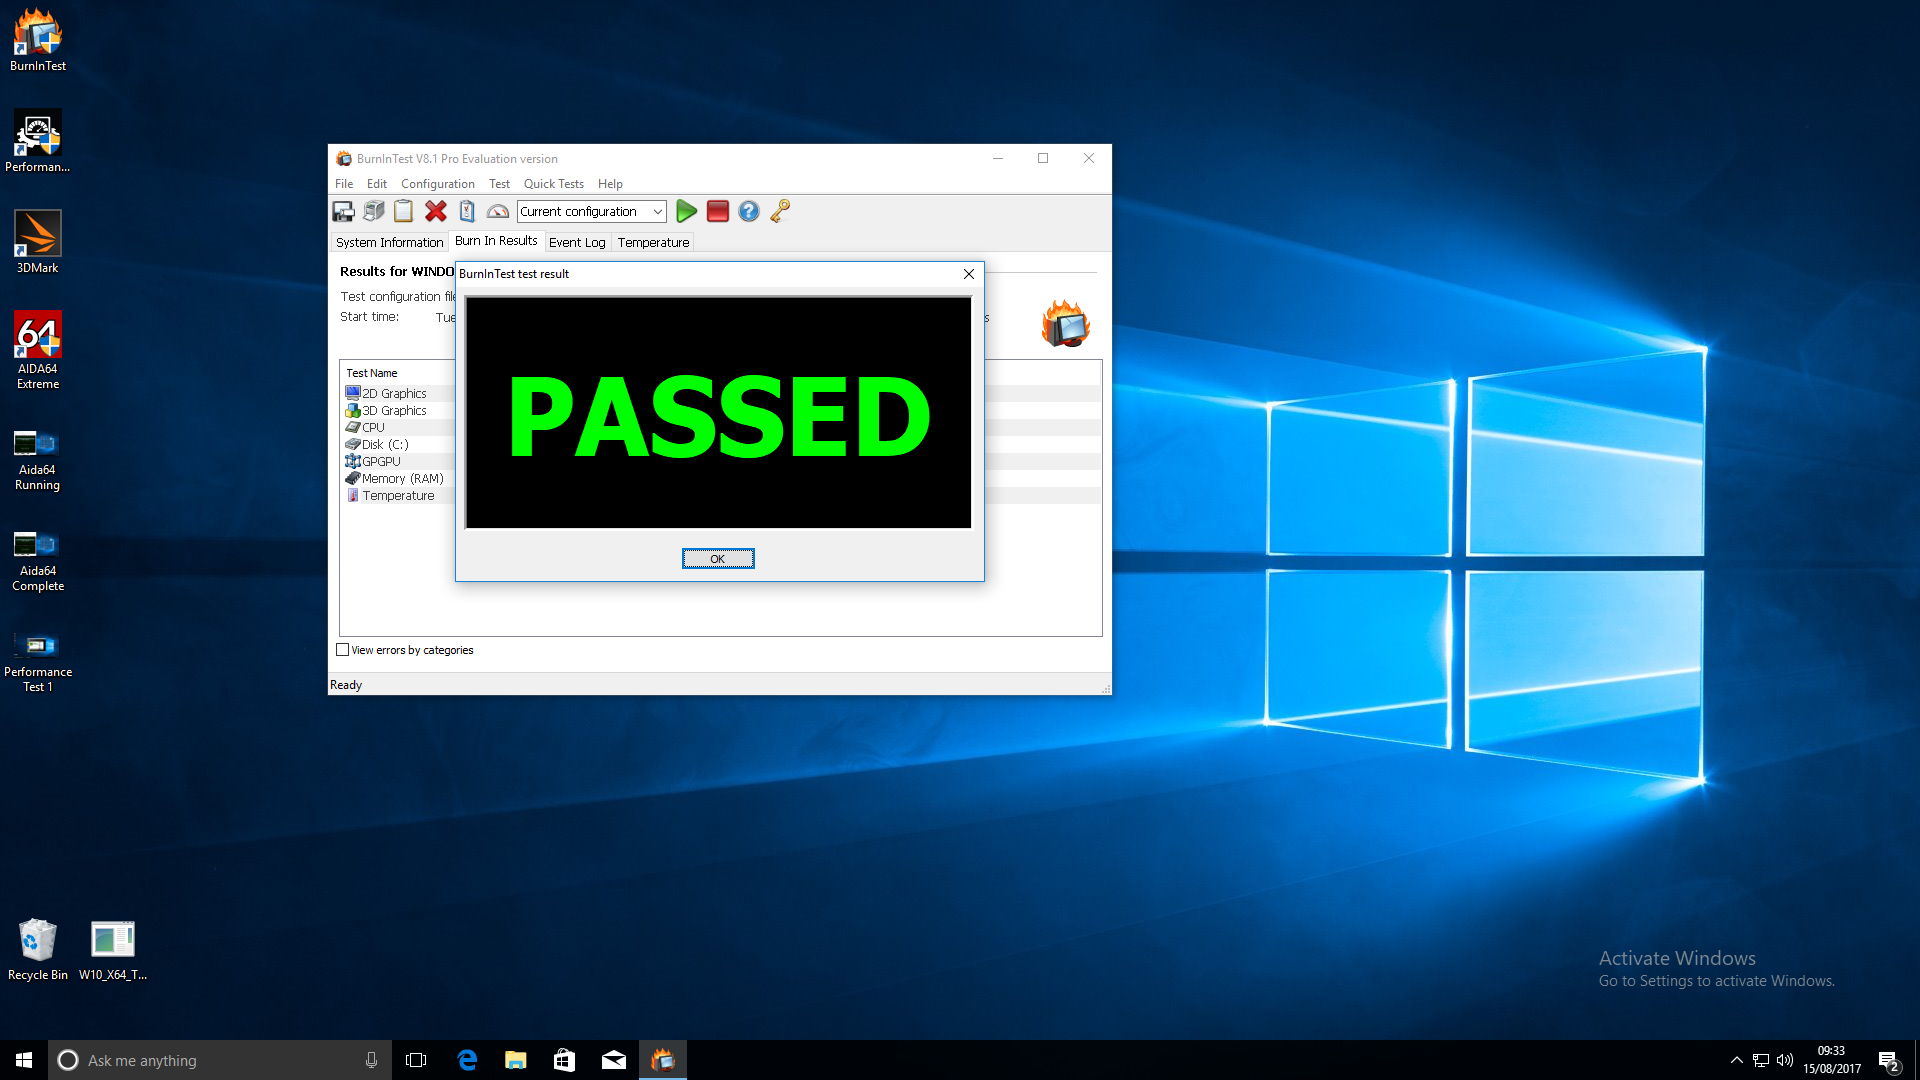 BurnInTest
Performan...
3DMark
64
AIDA64
Extreme
Aida64
Running
Aida64
Complete
Performance
Test 1
Recycle Bin
W10_X64_T...
BurnInTest V8.1 Pro Evaluation version
File Edit Configuration Test Quick Tests Help
Current configuration
System Information Burn In Results Event Log Temperature
Results for WINDO
Test configuration file
Start time: Tue s
BurnInTest test result
PASSED
OK
Test Name
2D Graphics
3D Graphics
CPU
Disk (C:)
GPGPU
Memory (RAM)
Temperature
View errors by categories
Ready
Activate Windows
Go to Settings to activate Windows.
Ask me anything
09:33
15/08/2017
2